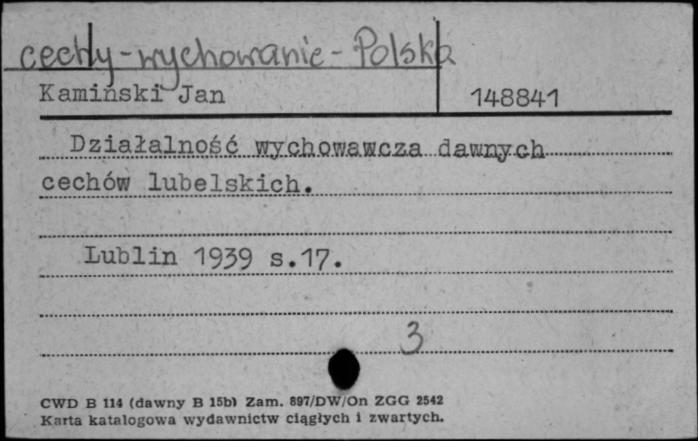 cechy-wychowanie-Polska
Kamiński Jan 148841
Działalność wychowawcza dawnych
cechów lubelskich.
Lublin 1939 s.17.
3
CWD B 114 (dawny B 15b) Zam. 897/DW/On ZGG 2542
Karta katalogowa wydawnictw ciągłych i zwartych.